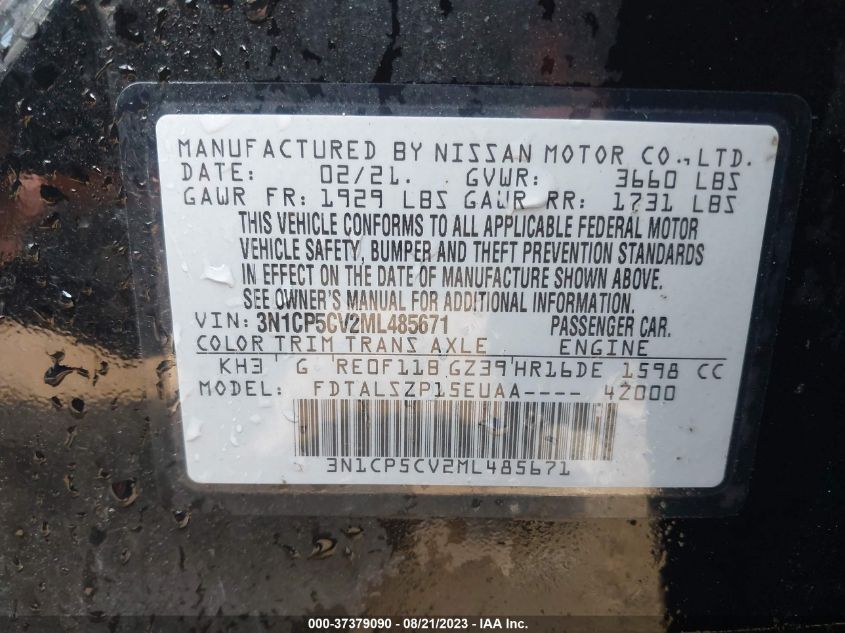 MANUFACTURED BY NISSAN MOTOR CO.,LTD.
DATE: 02/21. GVWR: 3660 LBS
GAWR FR: 1929 LBS GAWR RR: 1731 LBS
THIS VEHICLE CONFORMS TO ALL APPLICABLE FEDERAL MOTOR
VEHICLE SAFETY, BUMPER AND THEFT PREVENTION STANDARDS
IN EFFECT ON THE DATE OF MANUFACTURE SHOWN ABOVE.
SEE OWNER'S MANUAL FOR ADDITIONAL INFORMATION.
VIN: 3N1CP5CV2ML485671 PASSENGER CAR.
COLOR TRIM TRANS AXLE ENGINE
KH3 G RE0F11B GZ39 HR16DE 1598 CC
MODEL: FDTALSZP15EUAA---- 42000
3N1CP5CV2ML485671
000-37379090 - 08/21/2023 - IAA Inc.